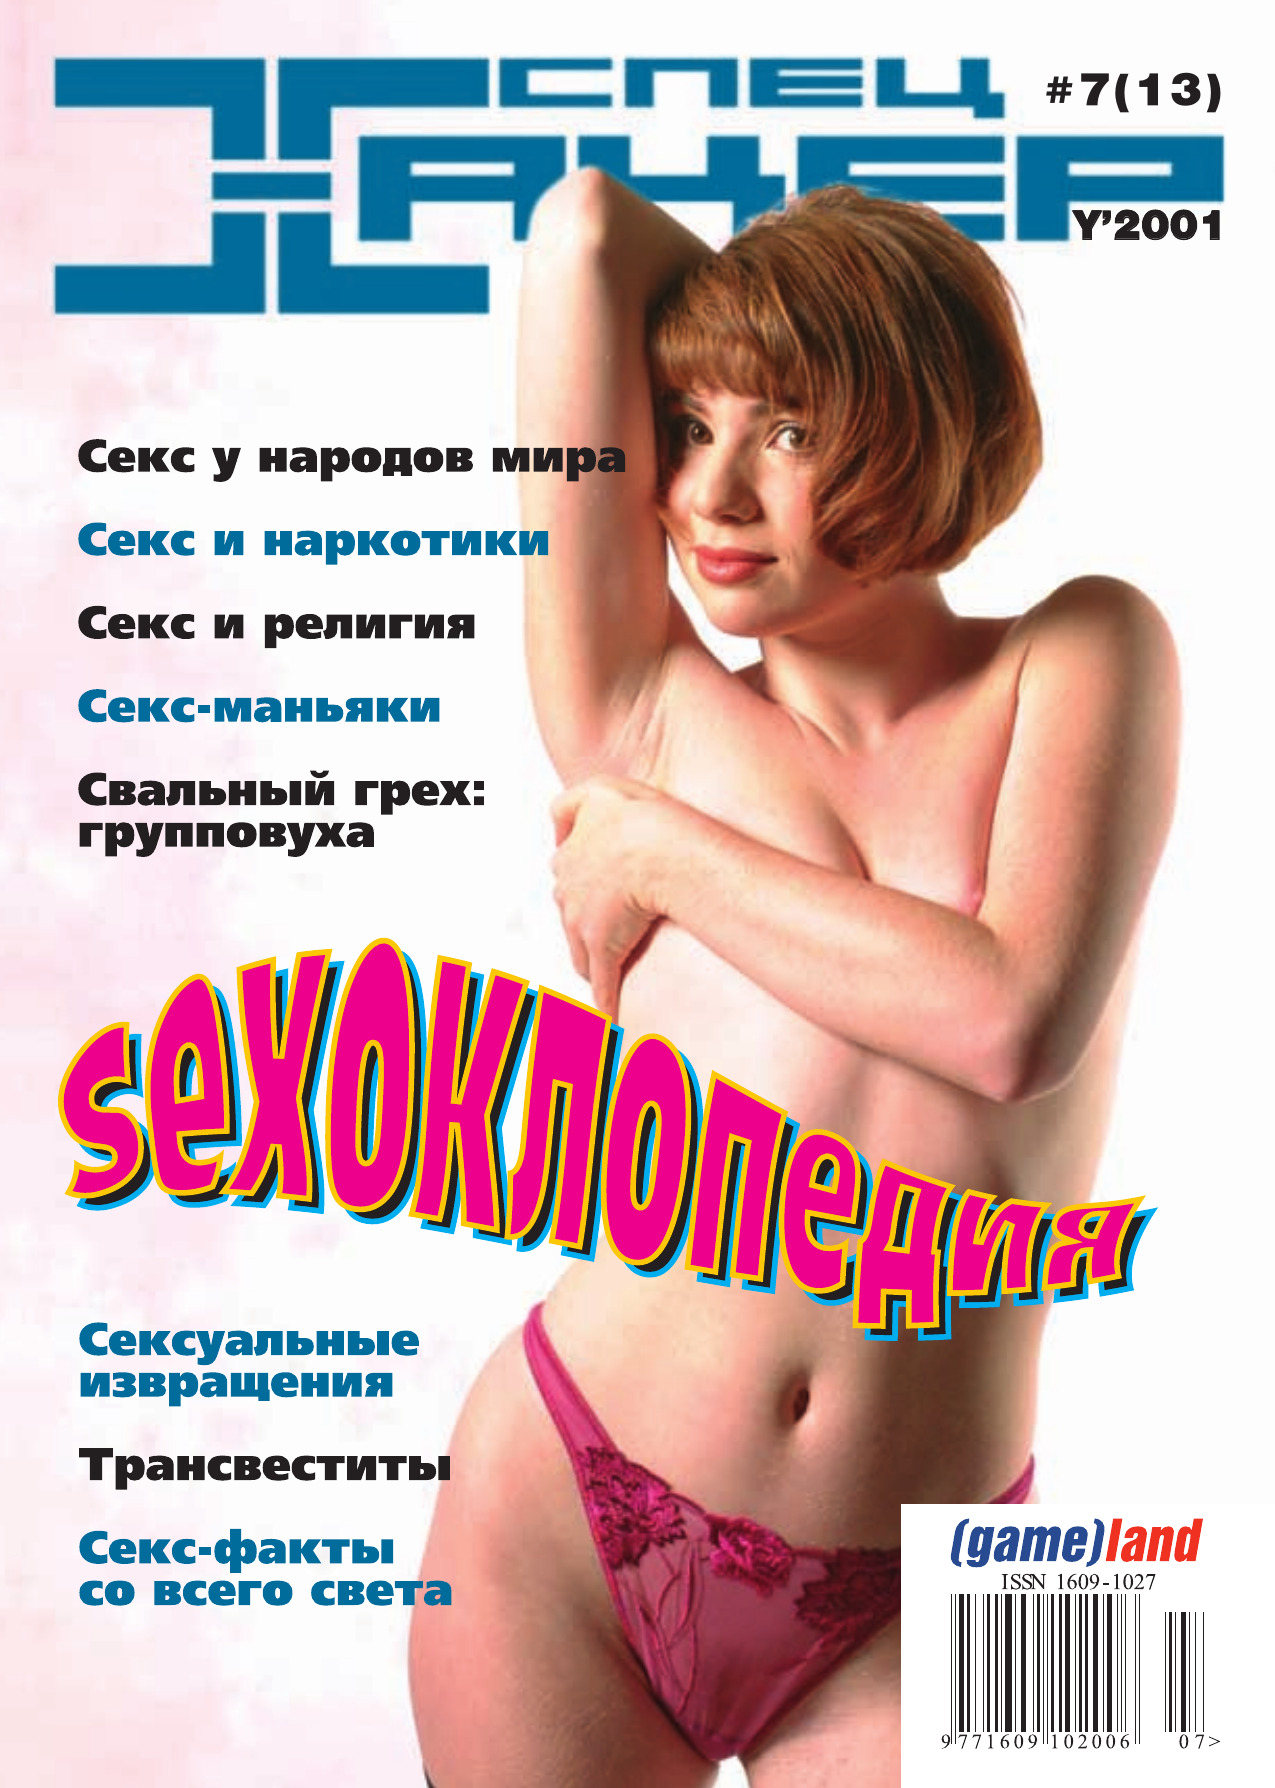 СПЕЦ
ХАКЕР
#7(13)
Y'2001
Секс у народов мира
Секс и наркотики
Секс и религия
Секс-маньяки
Свальный грех:
групповуха
sexоклопедия
Сексуальные
извращения
Трансвеститы
Секс-факты
со всего света
(game)land
ISSN 1609-1027
9 771609 102006 07>